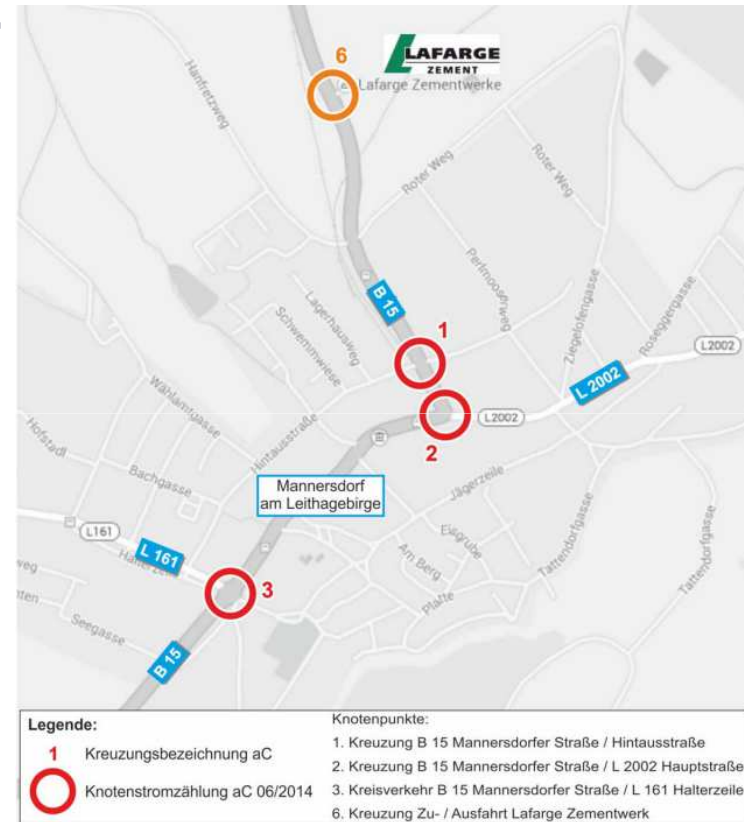 6
LAFARGE
ZEMENT
Lafarge Zementwerke
Hanfretzweg
Roter Weg
Roter Weg
Perlmooserweg
B 15
Lagerhausweg
Schwemmwiese
1
Ziegelofengasse
Roseggergasse
L2002
L 2002
L2002
2
Wählamtgasse
Hintausstraße
Hofstadl
Bachgasse
Jägerzeile
Mannersdorf
am Leithagebirge
Eisgrube
Am Berg
Tattendorfgasse
Tattendorfgasse
L161
L 161
Platte
3
Seegasse
B 15
Legende:
1 Kreuzungsbezeichnung aC
Knotenstromzählung aC 06/2014
Knotenpunkte:
1. Kreuzung B 15 Mannersdorfer Straße / Hintausstraße
2. Kreuzung B 15 Mannersdorfer Straße / L 2002 Hauptstraße
3. Kreisverkehr B 15 Mannersdorfer Straße / L 161 Halterzeile
6. Kreuzung Zu- / Ausfahrt Lafarge Zementwerk